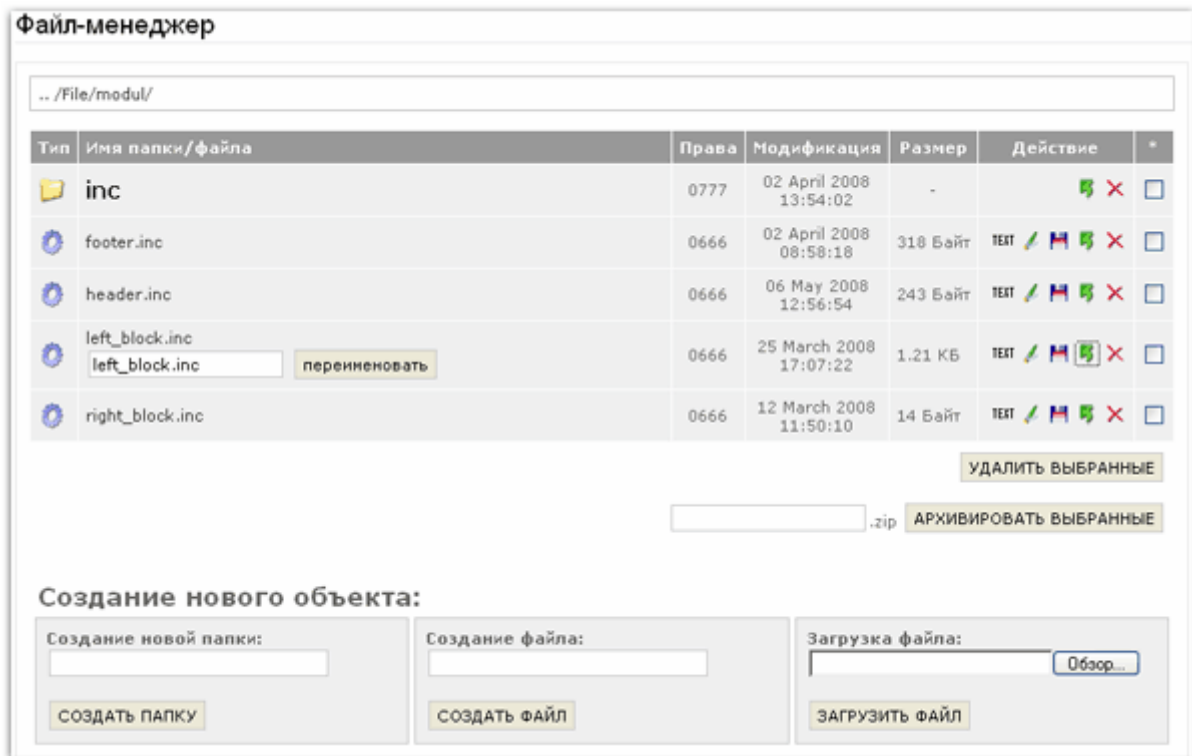 Файл-менеджер
.. /File/modul/
Тип Имя папки/файла Права Модификация Размер Действие *
inc 0777 02 April 2008 13:54:02 -
footer.inc 0666 02 April 2008 08:58:18 318 Байт TEXT
header.inc 0666 06 May 2008 12:56:54 243 Байт TEXT
left_block.inc
left_block.inc переименовать 0666 25 March 2008 17:07:22 1.21 КБ TEXT
right_block.inc 0666 12 March 2008 11:50:10 14 Байт TEXT
УДАЛИТЬ ВЫБРАННЫЕ
.zip АРХИВИРОВАТЬ ВЫБРАННЫЕ
Создание нового объекта:
Создание новой папки: Создание файла: Загрузка файла:
Обзор...
СОЗДАТЬ ПАПКУ СОЗДАТЬ ФАЙЛ ЗАГРУЗИТЬ ФАЙЛ